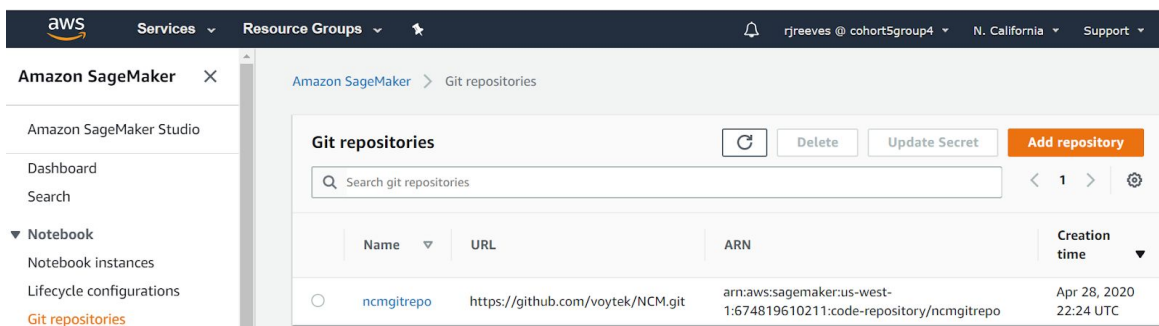 aws Services Resource Groups rjreeves @ cohort5group4 N. California Support
Amazon SageMaker
Amazon SageMaker > Git repositories
Amazon SageMaker Studio
Dashboard
Search
Notebook
Notebook instances
Lifecycle configurations
Git repositories
Git repositories Delete Update Secret Add repository
Search git repositories
< 1 >
Name URL ARN Creation time
ncmgitrepo https://github.com/voytek/NCM.git arn:aws:sagemaker:us-west-
1:674819610211:code-repository/ncmgitrepo
Apr 28, 2020
22:24 UTC